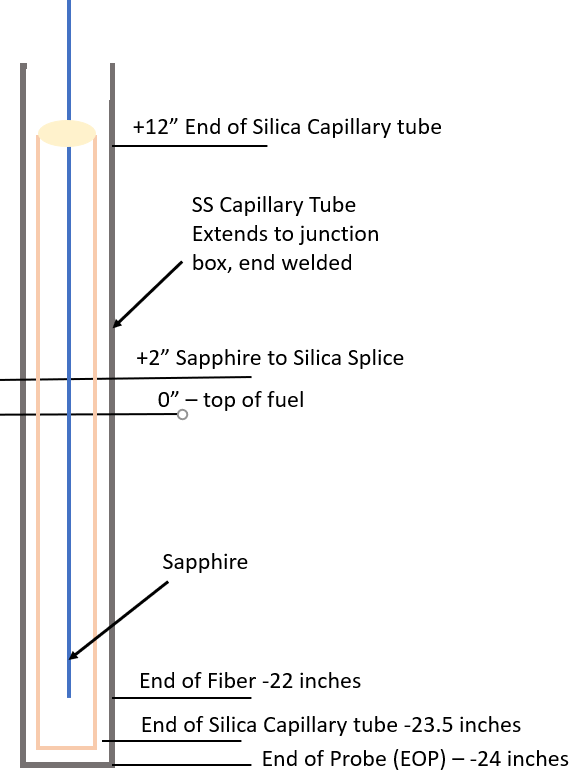 +12” End of Silica Capillary tube
SS Capillary Tube
Extends to junction
box, end welded
+2” Sapphire to Silica Splice
0” – top of fuel
Sapphire
End of Fiber -22 inches
End of Silica Capillary tube -23.5 inches
End of Probe (EOP) – -24 inches